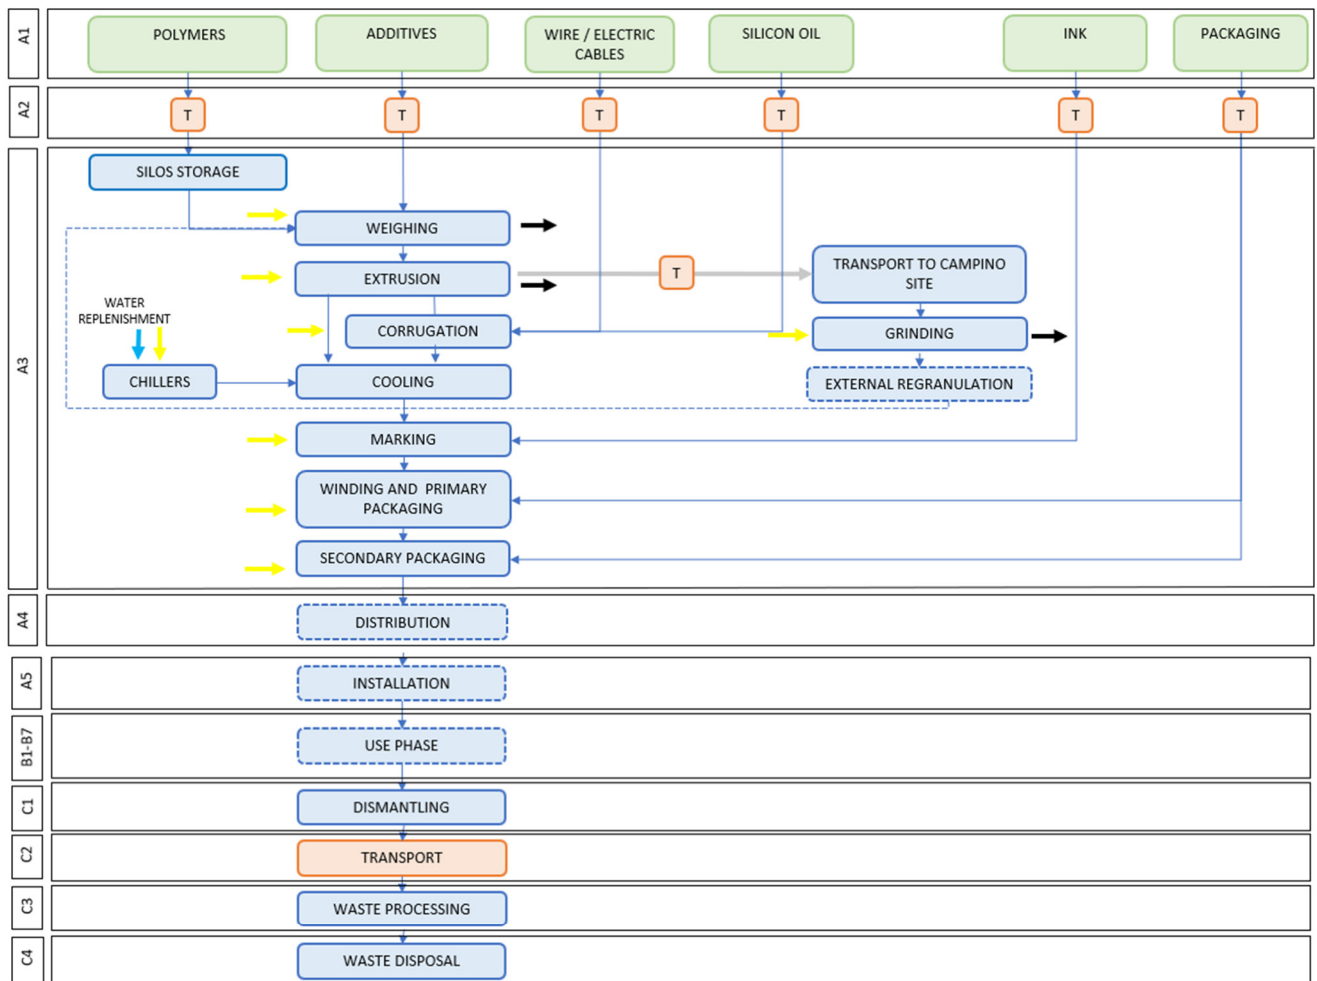 A1
POLYMERS
ADDITIVES
WIRE / ELECTRIC
CABLES
SILICON OIL
INK
PACKAGING
A2
T
T
T
T
T
T
A3
SILOS STORAGE
WEIGHING
EXTRUSION
T
TRANSPORT TO CAMPINO
SITE
WATER
REPLENISHMENT
CORRUGATION
GRINDING
CHILLERS
COOLING
EXTERNAL REGRANULATION
MARKING
WINDING AND PRIMARY
PACKAGING
SECONDARY PACKAGING
A4
DISTRIBUTION
A5
INSTALLATION
B1-B7
USE PHASE
C1
DISMANTLING
C2
TRANSPORT
C3
WASTE PROCESSING
C4
WASTE DISPOSAL